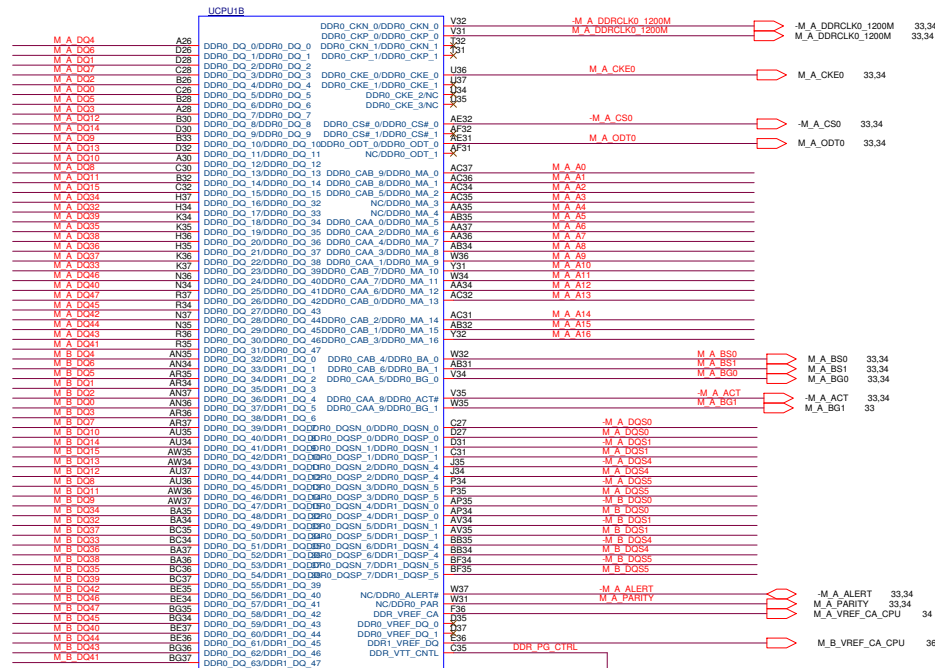 UCPU1B
M_A_DQ4 A26 DDR0_DQ_0/DDR0_DQ_0
M_A_DQ6 D26 DDR0_DQ_1/DDR0_DQ_1
M_A_DQ1 D28 DDR0_DQ_2/DDR0_DQ_2
M_A_DQ7 C28 DDR0_DQ_3/DDR0_DQ_3
M_A_DQ2 B26 DDR0_DQ_4/DDR0_DQ_4
M_A_DQ0 C26 DDR0_DQ_5/DDR0_DQ_5
M_A_DQ5 B28 DDR0_DQ_6/DDR0_DQ_6
M_A_DQ3 A28 DDR0_DQ_7/DDR0_DQ_7
M_A_DQ12 B30 DDR0_DQ_8/DDR0_DQ_8
M_A_DQ14 D30 DDR0_DQ_9/DDR0_DQ_9
M_A_DQ9 B33 DDR0_DQ_10/DDR0_DQ_10
M_A_DQ13 D32 DDR0_DQ_11/DDR0_DQ_11
M_A_DQ10 A30 DDR0_DQ_12/DDR0_DQ_12
M_A_DQ8 C30 DDR0_DQ_13/DDR0_DQ_13
M_A_DQ11 B32 DDR0_DQ_14/DDR0_DQ_14
M_A_DQ15 C32 DDR0_DQ_15/DDR0_DQ_15
M_A_DQ34 H37 DDR0_DQ_16/DDR0_DQ_32
M_A_DQ32 H34 DDR0_DQ_17/DDR0_DQ_33
M_A_DQ39 K34 DDR0_DQ_18/DDR0_DQ_34
M_A_DQ35 K35 DDR0_DQ_19/DDR0_DQ_35
M_A_DQ38 H36 DDR0_DQ_20/DDR0_DQ_36
M_A_DQ36 H35 DDR0_DQ_21/DDR0_DQ_37
M_A_DQ37 K36 DDR0_DQ_22/DDR0_DQ_38
M_A_DQ33 K37 DDR0_DQ_23/DDR0_DQ_39
M_A_DQ46 N36 DDR0_DQ_24/DDR0_DQ_40
M_A_DQ40 N34 DDR0_DQ_25/DDR0_DQ_41
M_A_DQ47 R37 DDR0_DQ_26/DDR0_DQ_42
M_A_DQ45 R34 DDR0_DQ_27/DDR0_DQ_43
M_A_DQ42 N37 DDR0_DQ_28/DDR0_DQ_44
M_A_DQ44 N35 DDR0_DQ_29/DDR0_DQ_45
M_A_DQ43 R36 DDR0_DQ_30/DDR0_DQ_46
M_A_DQ41 R35 DDR0_DQ_31/DDR0_DQ_47
M_B_DQ4 AN35 DDR0_DQ_32/DDR1_DQ_0
M_B_DQ6 AN34 DDR0_DQ_33/DDR1_DQ_1
M_B_DQ5 AR35 DDR0_DQ_34/DDR1_DQ_2
M_B_DQ1 AR34 DDR0_DQ_35/DDR1_DQ_3
M_B_DQ2 AN37 DDR0_DQ_36/DDR1_DQ_4
M_B_DQ0 AN36 DDR0_DQ_37/DDR1_DQ_5
M_B_DQ3 AR36 DDR0_DQ_38/DDR1_DQ_6
M_B_DQ7 AR37 DDR0_DQ_39/DDR1_DQ_7
M_B_DQ10 AU35 DDR0_DQ_40/DDR1_DQ_8
M_B_DQ14 AU34 DDR0_DQ_41/DDR1_DQ_9
M_B_DQ15 AW35 DDR0_DQ_42/DDR1_DQ_10
M_B_DQ13 AW34 DDR0_DQ_43/DDR1_DQ_11
M_B_DQ12 AU37 DDR0_DQ_44/DDR1_DQ_12
M_B_DQ8 AU36 DDR0_DQ_45/DDR1_DQ_13
M_B_DQ11 AW36 DDR0_DQ_46/DDR1_DQ_14
M_B_DQ9 AW37 DDR0_DQ_47/DDR1_DQ_15
M_B_DQ34 BA35 DDR0_DQ_48/DDR1_DQ_32
M_B_DQ32 BA34 DDR0_DQ_49/DDR1_DQ_33
M_B_DQ37 BC35 DDR0_DQ_50/DDR1_DQ_34
M_B_DQ33 BC34 DDR0_DQ_51/DDR1_DQ_35
M_B_DQ36 BA37 DDR0_DQ_52/DDR1_DQ_36
M_B_DQ38 BA36 DDR0_DQ_53/DDR1_DQ_37
M_B_DQ35 BC36 DDR0_DQ_54/DDR1_DQ_38
M_B_DQ39 BC37 DDR0_DQ_55/DDR1_DQ_39
M_B_DQ42 BE35 DDR0_DQ_56/DDR1_DQ_40
M_B_DQ46 BE34 DDR0_DQ_57/DDR1_DQ_41
M_B_DQ47 BG35 DDR0_DQ_58/DDR1_DQ_42
M_B_DQ45 BG34 DDR0_DQ_59/DDR1_DQ_43
M_B_DQ40 BE37 DDR0_DQ_60/DDR1_DQ_44
M_B_DQ44 BE36 DDR0_DQ_61/DDR1_DQ_45
M_B_DQ43 BG36 DDR0_DQ_62/DDR1_DQ_46
M_B_DQ41 BG37 DDR0_DQ_63/DDR1_DQ_47
DDR0_CKN_0/DDR0_CKN_0 V32 -M_A_DDRCLK0_1200M -M_A_DDRCLK0_1200M 33,34
DDR0_CKP_0/DDR0_CKP_0 V31 M_A_DDRCLK0_1200M M_A_DDRCLK0_1200M 33,34
DDR0_CKN_1/DDR0_CKN_1 T32
DDR0_CKP_1/DDR0_CKP_1 T31
DDR0_CKE_0/DDR0_CKE_0 U36 M_A_CKE0 M_A_CKE0 33,34
DDR0_CKE_1/DDR0_CKE_1 U37
DDR0_CKE_2/NC U34
DDR0_CKE_3/NC U35
DDR0_CS#_0/DDR0_CS#_0 AE32 -M_A_CS0 -M_A_CS0 33,34
DDR0_CS#_1/DDR0_CS#_1 AF32
DDR0_ODT_0/DDR0_ODT_0 AE31 M_A_ODT0 M_A_ODT0 33,34
NC/DDR0_ODT_1 AF31
DDR0_CAB_9/DDR0_MA_0 AC37 M_A_A0
DDR0_CAB_8/DDR0_MA_1 AC36 M_A_A1
DDR0_CAB_5/DDR0_MA_2 AC34 M_A_A2
NC/DDR0_MA_3 AC35 M_A_A3
NC/DDR0_MA_4 AA35 M_A_A4
DDR0_CAA_0/DDR0_MA_5 AB35 M_A_A5
DDR0_CAA_2/DDR0_MA_6 AA37 M_A_A6
DDR0_CAA_4/DDR0_MA_7 AA36 M_A_A7
DDR0_CAA_3/DDR0_MA_8 AB34 M_A_A8
DDR0_CAA_1/DDR0_MA_9 W36 M_A_A9
DDR0_CAB_7/DDR0_MA_10 Y31 M_A_A10
DDR0_CAA_7/DDR0_MA_11 W34 M_A_A11
DDR0_CAA_6/DDR0_MA_12 AA34 M_A_A12
DDR0_CAB_0/DDR0_MA_13 AC32 M_A_A13
DDR0_CAB_2/DDR0_MA_14 AC31 M_A_A14
DDR0_CAB_1/DDR0_MA_15 AB32 M_A_A15
DDR0_CAB_3/DDR0_MA_16 Y32 M_A_A16
DDR0_CAB_4/DDR0_BA_0 W32 M_A_BS0 M_A_BS0 33,34
DDR0_CAB_6/DDR0_BA_1 AB31 M_A_BS1 M_A_BS1 33,34
DDR0_CAA_5/DDR0_BG_0 V34 M_A_BG0 M_A_BG0 33,34
DDR0_CAA_8/DDR0_ACT# V35 -M_A_ACT -M_A_ACT 33,34
DDR0_CAA_9/DDR0_BG_1 W35 M_A_BG1 M_A_BG1 33
DDR0_DQSN_0/DDR0_DQSN_0 C27 -M_A_DQS0
DDR0_DQSP_0/DDR0_DQSP_0 D27 M_A_DQS0
DDR0_DQSN_1/DDR0_DQSN_1 D31 -M_A_DQS1
DDR0_DQSP_1/DDR0_DQSP_1 C31 M_A_DQS1
DDR0_DQSN_2/DDR0_DQSN_4 J35 -M_A_DQS4
DDR0_DQSP_2/DDR0_DQSP_4 J34 M_A_DQS4
DDR0_DQSN_3/DDR0_DQSN_5 P34 -M_A_DQS5
DDR0_DQSP_3/DDR0_DQSP_5 P35 M_A_DQS5
DDR0_DQSN_4/DDR1_DQSN_0 AP35 -M_B_DQS0
DDR0_DQSP_4/DDR1_DQSP_0 AP34 M_B_DQS0
DDR0_DQSN_5/DDR1_DQSN_1 AV34 -M_B_DQS1
DDR0_DQSP_5/DDR1_DQSP_1 AV35 M_B_DQS1
DDR0_DQSN_6/DDR1_DQSN_4 BB35 -M_B_DQS4
DDR0_DQSP_6/DDR1_DQSP_4 BB34 M_B_DQS4
DDR0_DQSN_7/DDR1_DQSN_5 BF34 -M_B_DQS5
DDR0_DQSP_7/DDR1_DQSP_5 BF35 M_B_DQS5
NC/DDR0_ALERT# W37 -M_A_ALERT -M_A_ALERT 33,34
NC/DDR0_PAR W31 M_A_PARITY M_A_PARITY 33,34
DDR_VREF_CA F36 M_A_VREF_CA_CPU 34
DDR0_VREF_DQ_0 D35
DDR0_VREF_DQ_1 D37
DDR1_VREF_DQ E36 M_B_VREF_CA_CPU 36
DDR_VTT_CNTL C35 DDR_PG_CTRL